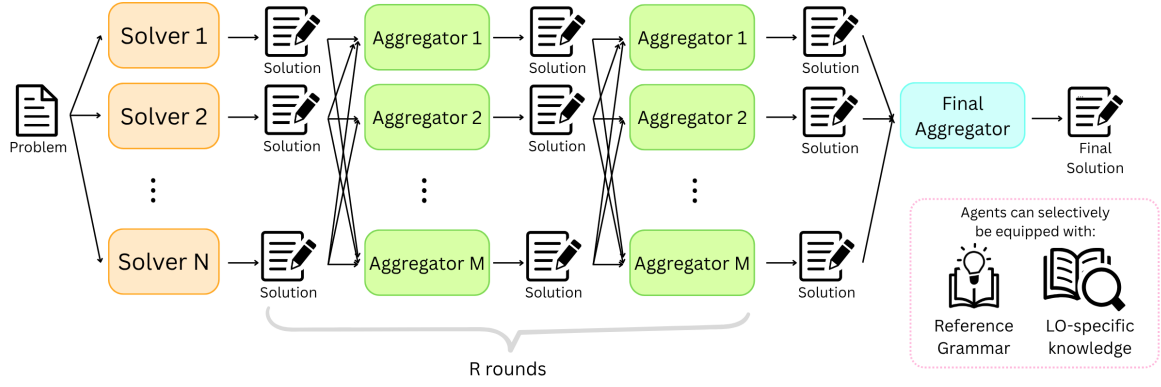 Problem
Solver 1
Solver 2
Solver N
Solution
Solution
Solution
Aggregator 1
Aggregator 2
Aggregator M
Solution
Solution
Solution
Aggregator 1
Aggregator 2
Aggregator M
Solution
Solution
Solution
Final
Aggregator
Final
Solution
R rounds
Agents can selectively
be equipped with:
Reference
Grammar
LO-specific
knowledge